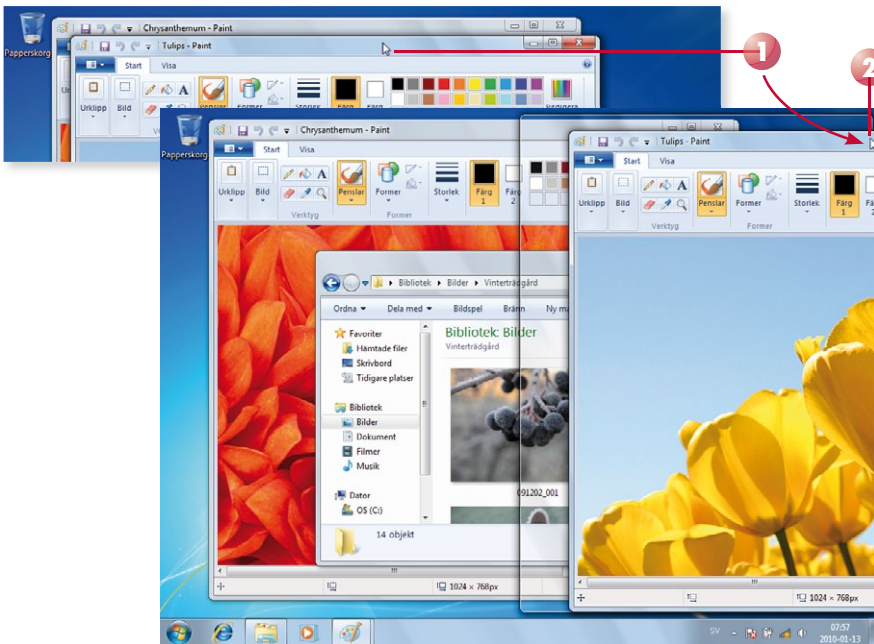 Papperskorg
Chrysanthemum - Paint
Tulips - Paint
Start Visa
Urklipp Bild Penslar Former Storlek Färg Färg Redigera
1
2
Papperskorg
Chrysanthemum - Paint
Start Visa
Urklipp Bild Penslar Former Storlek Färg 1 Färg 2
Verktyg Former
Tulips - Paint
Start Visa
Urklipp Bild Penslar Former Storlek Färg 1
Verktyg Former
Bibliotek Bilder Vinterträdgård
Ordna Dela med Bildspel Bränn Ny
Favoriter
Hämtade filer
Skrivbord
Tidigare platser
Bibliotek
Bilder
Dokument
Filmer
Musik
Dator
OS (C:)
Bibliotek: Bilder
Vinterträdgård
091202_001
14 objekt
1024 × 768px
1024 × 768px
SV
07:57
2010-01-13